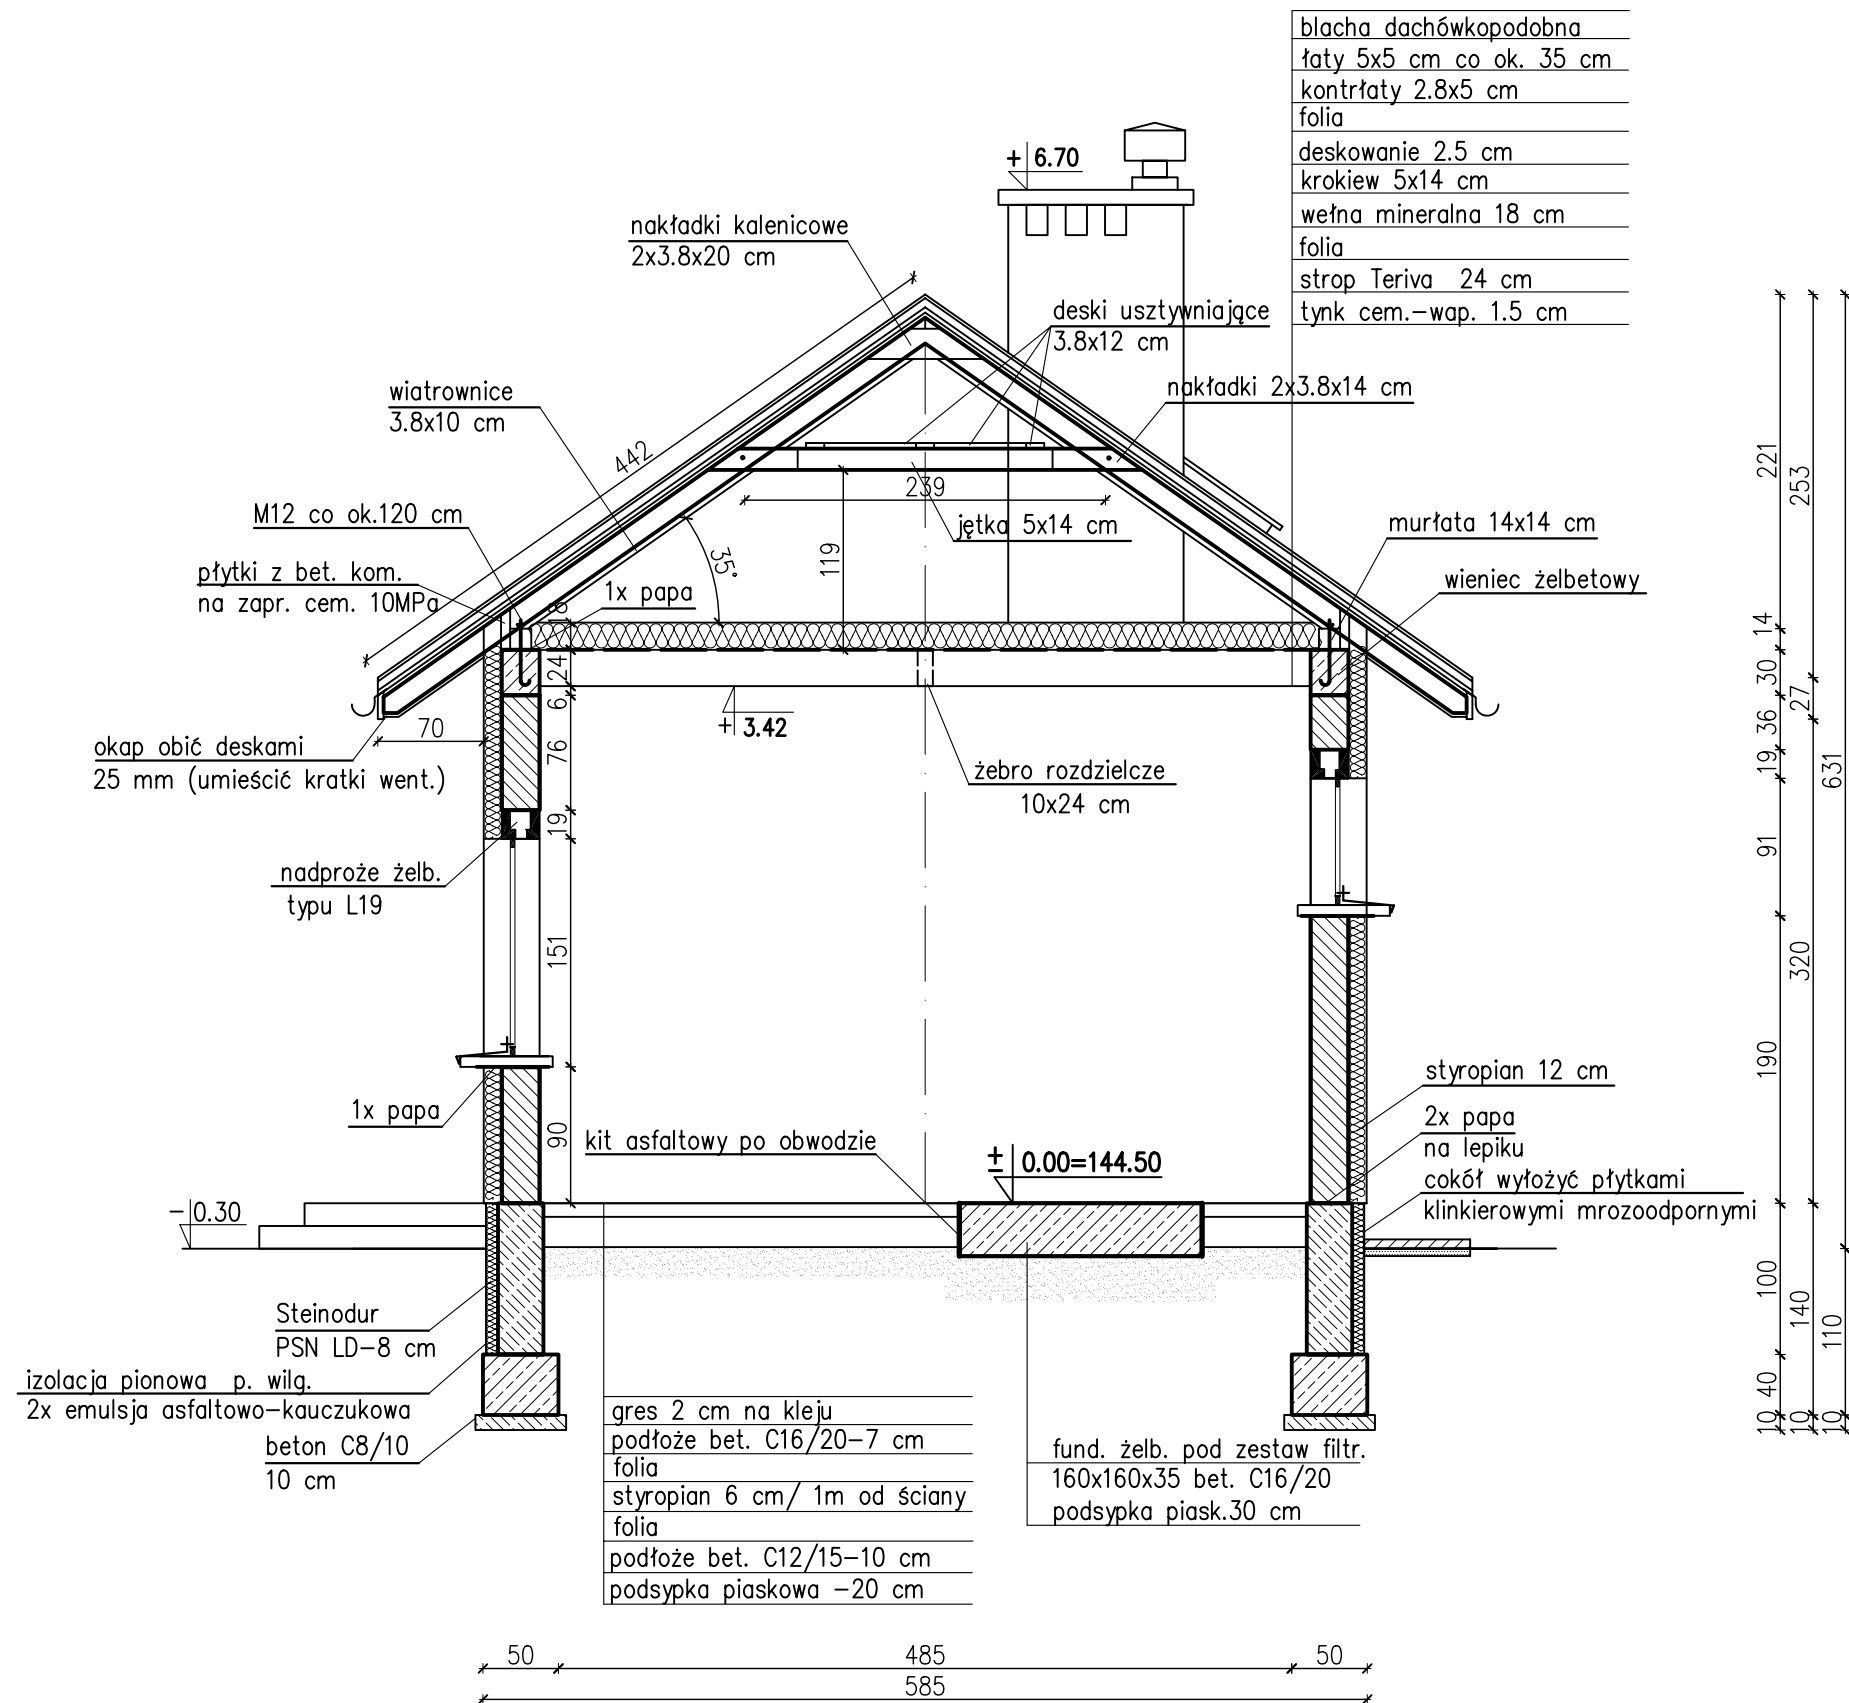 blacha dachówkopodobna
łaty 5x5 cm co ok. 35 cm
kontrłaty 2.8x5 cm
folia
deskowanie 2.5 cm
krokiew 5x14 cm
wełna mineralna 18 cm
folia
strop Teriva 24 cm
tynk cem.-wap. 1.5 cm
+ 6.70
nakładki kalenicowe
2x3.8x20 cm
deski usztywniające
3.8x12 cm
wiatrownice
3.8x10 cm
nakładki 2x3.8x14 cm
442
239
M12 co ok.120 cm
jętka 5x14 cm
murłata 14x14 cm
35°
119
płytki z bet. kom.
na zapr. cem. 10MPa
1x papa
wieniec żelbetowy
18
24
6
76
19
151
90
+ 3.42
70
okap obić deskami
25 mm (umieścić kratki went.)
żebro rozdzielcze
10x24 cm
nadproże żelb.
typu L19
1x papa
kit asfaltowy po obwodzie
± 0.00=144.50
styropian 12 cm
2x papa
na lepiku
cokół wyłożyć płytkami
klinkierowymi mrozoodpornymi
-0.30
Steinodur
PSN LD-8 cm
izolacja pionowa p. wilg.
2x emulsja asfaltowo-kauczukowa
beton C8/10
10 cm
gres 2 cm na kleju
podłoże bet. C16/20-7 cm
folia
styropian 6 cm/ 1m od ściany
folia
podłoże bet. C12/15-10 cm
podsypka piaskowa -20 cm
fund. żelb. pod zestaw filtr.
160x160x35 bet. C16/20
podsypka piask.30 cm
221
14
30
36
19
91
190
100
40
10
253
27
320
140
10
631
110
10
50 485 50
585